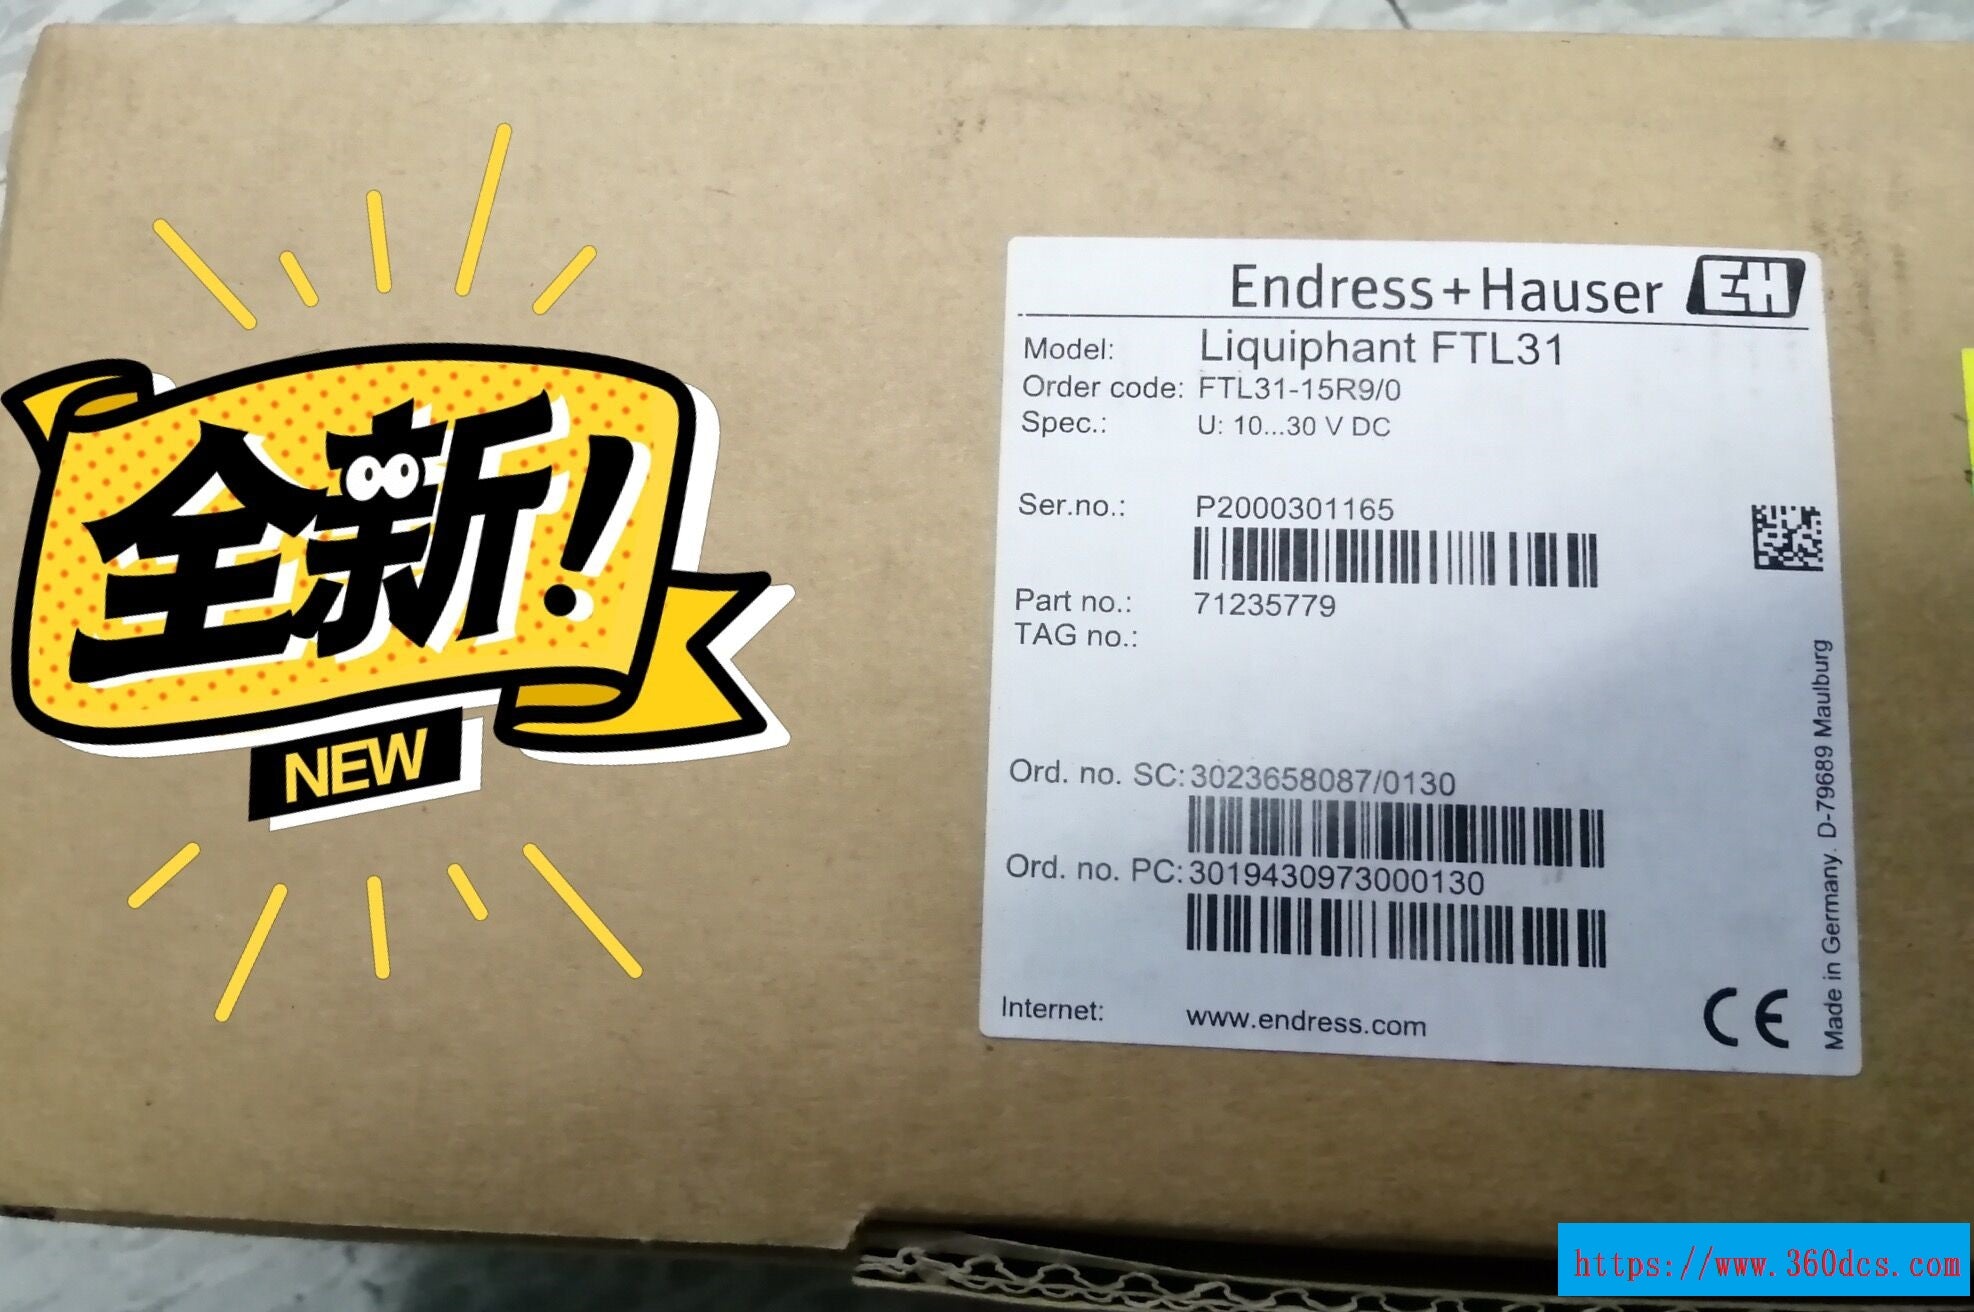 全新!
NEW
Endress+Hauser EH
Model: Liquiphant FTL31
Order code: FTL31-15R9/0
Spec.: U: 10...30 V DC
Ser.no.: P2000301165
Part no.: 71235779
TAG no.:
Ord. no. SC: 3023658087/0130
Ord. no. PC: 3019430973000130
Internet: www.endress.com
CE
Made in Germany. D-79689 Maulburg
https://www.360dcs.com